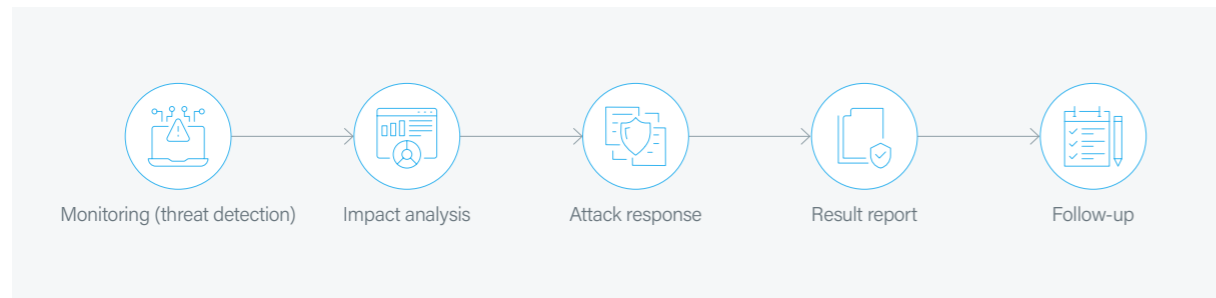 Monitoring (threat detection)
Impact analysis
Attack response
Result report
Follow-up